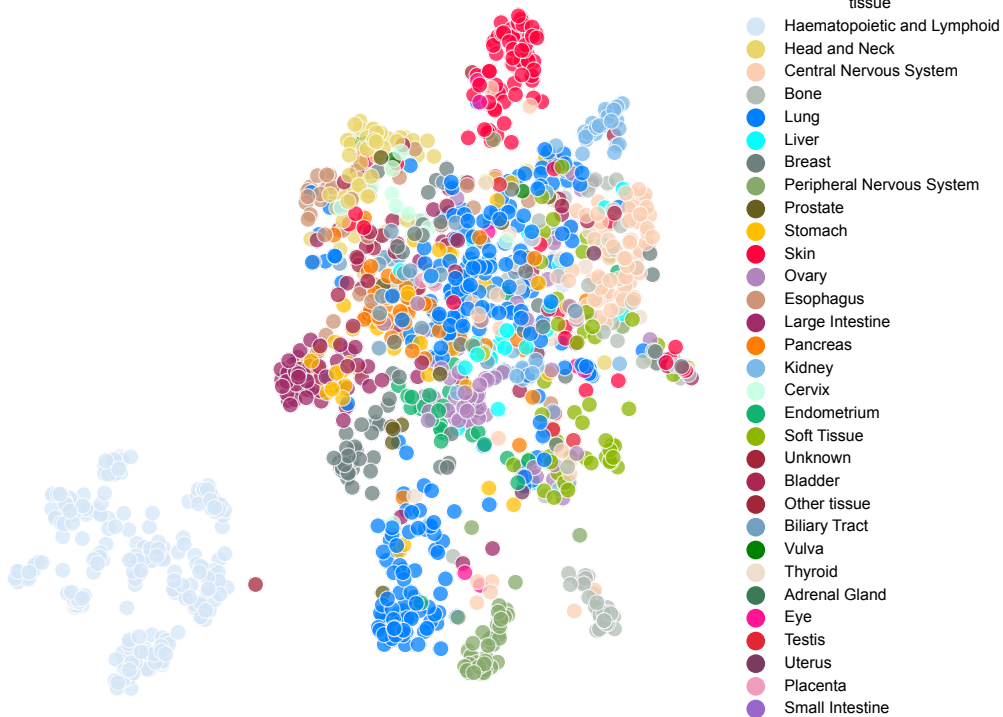 tissue
Haematopoietic and Lymphoid
Head and Neck
Central Nervous System
Bone
Lung
Liver
Breast
Peripheral Nervous System
Prostate
Stomach
Skin
Ovary
Esophagus
Large Intestine
Pancreas
Kidney
Cervix
Endometrium
Soft Tissue
Unknown
Bladder
Other tissue
Biliary Tract
Vulva
Thyroid
Adrenal Gland
Eye
Testis
Uterus
Placenta
Small Intestine